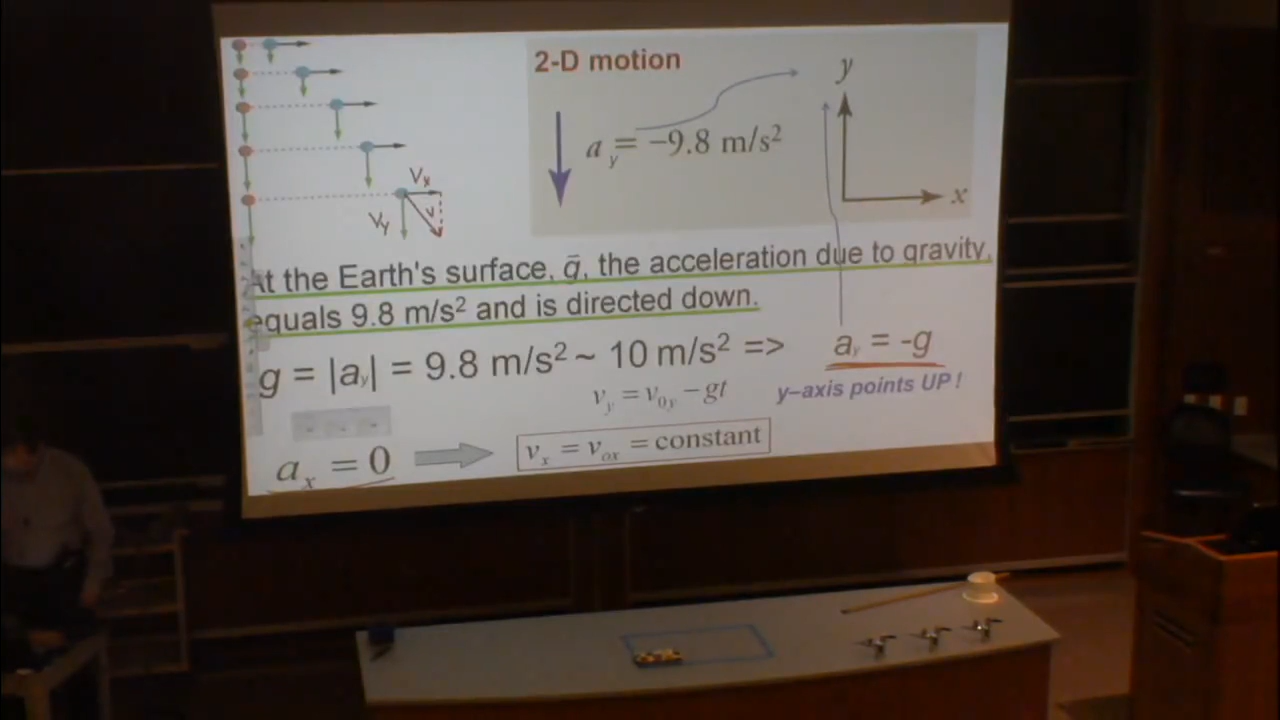 2-D motion
a_y = −9.8 m/s²
y
x
V_x
V_y
v
At the Earth's surface, g̅, the acceleration due to gravity,
equals 9.8 m/s² and is directed down.
g = |a_y| = 9.8 m/s² ~ 10 m/s² => a_y = -g
v_y = v_0y − gt
y–axis points UP !
a_x = 0
v_x = v_ox = constant